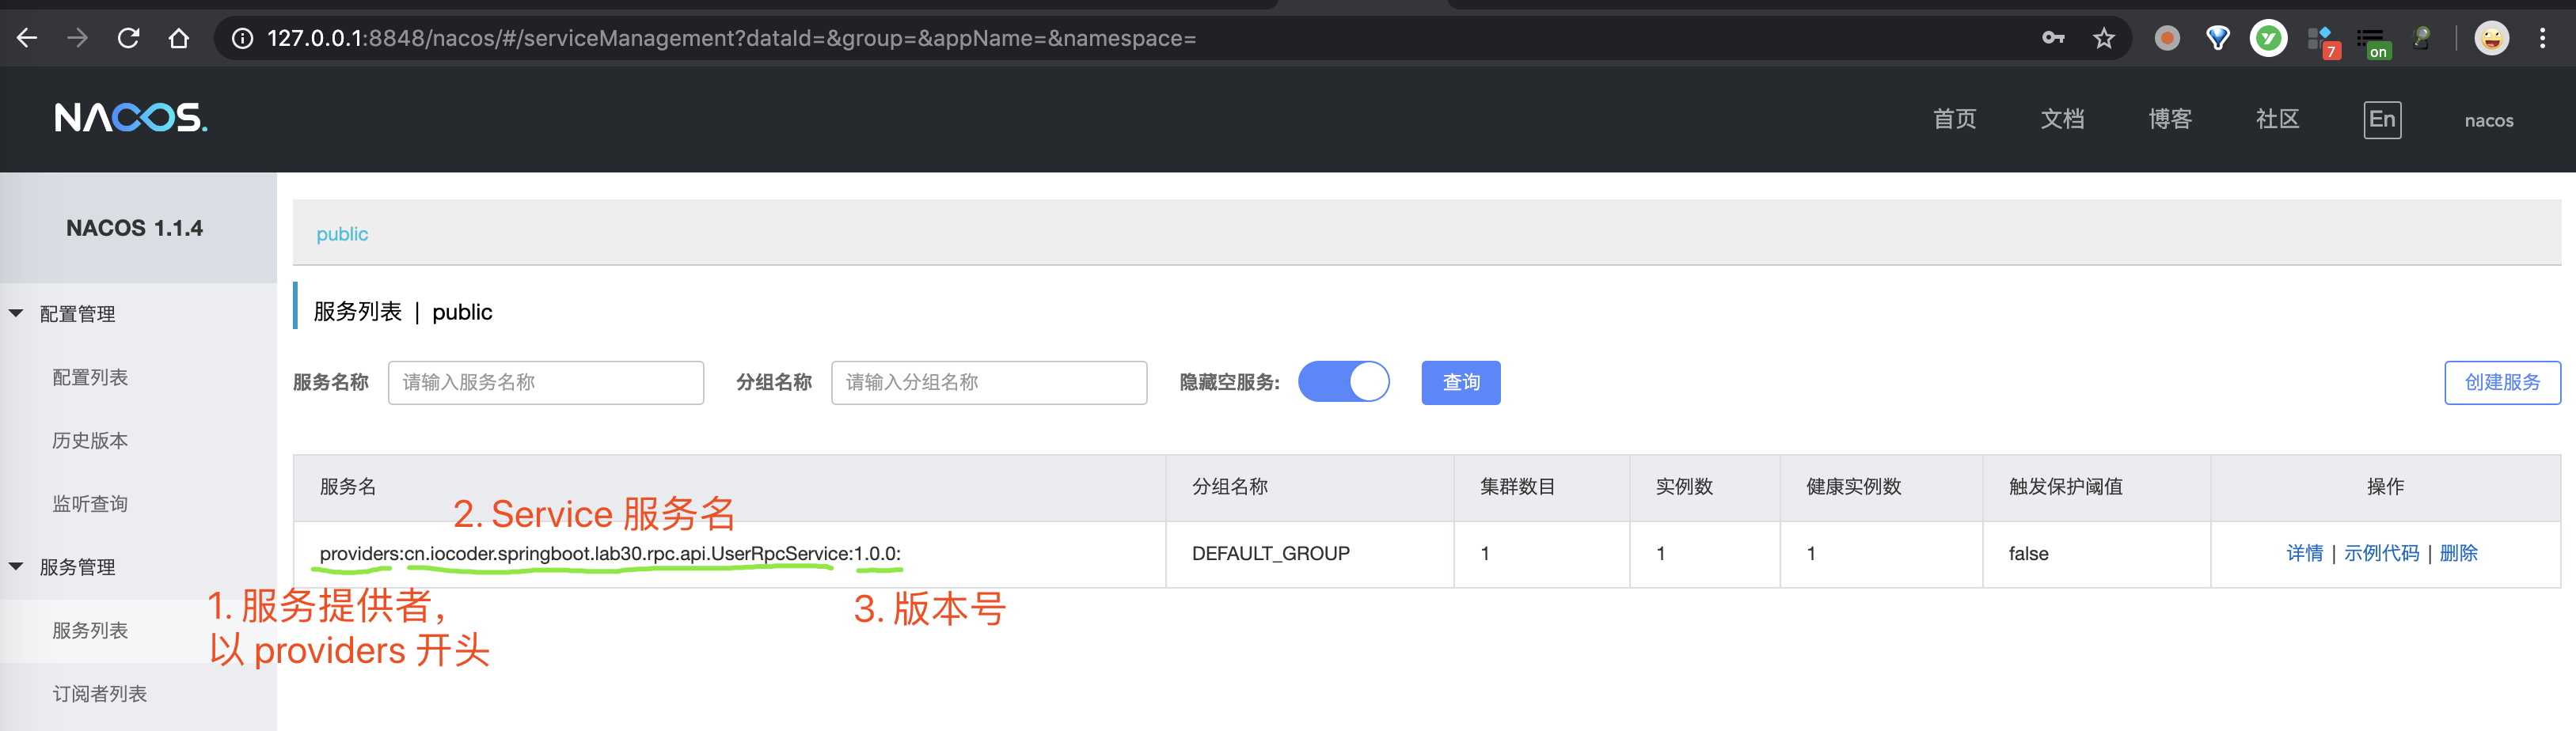 127.0.0.1:8848/nacos/#/serviceManagement?dataId=&group=&appName=&namespace=
7
on
NACOS.
首页
文档
博客
社区
En
nacos
NACOS 1.1.4
配置管理
配置列表
历史版本
监听查询
服务管理
服务列表
订阅者列表
public
服务列表 | public
服务名称 请输入服务名称 分组名称 请输入分组名称 隐藏空服务: 查询 创建服务
服务名 分组名称 集群数目 实例数 健康实例数 触发保护阈值 操作
2. Service 服务名
providers:cn.iocoder.springboot.lab30.rpc.api.UserRpcService:1.0.0: DEFAULT_GROUP 1 1 1 false 详情 | 示例代码 | 删除
1. 服务提供者，
以 providers 开头
3. 版本号